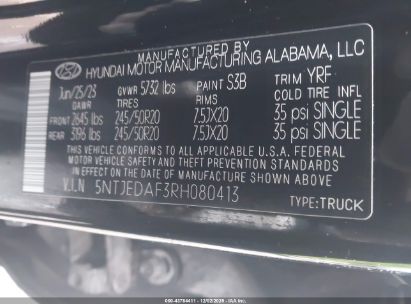 MANUFACTURED BY
HYUNDAI MOTOR MANUFACTURING ALABAMA, LLC
Jun/26/23 GVWR 5732 lbs PAINT S3B TRIM YRF
GAWR TIRES RIMS COLD TIRE INFL
FRONT 2645 lbs 245/50R20 7.5JX20 35 psi SINGLE
REAR 3196 lbs 245/50R20 7.5JX20 35 psi SINGLE
THIS VEHICLE CONFORMS TO ALL APPLICABLE U.S.A. FEDERAL
MOTOR VEHICLE SAFETY AND THEFT PREVENTION STANDARDS
IN EFFECT ON THE DATE OF MANUFACTURE SHOWN ABOVE.
V.I.N 5NTJEDAF3RH080413
TYPE:TRUCK